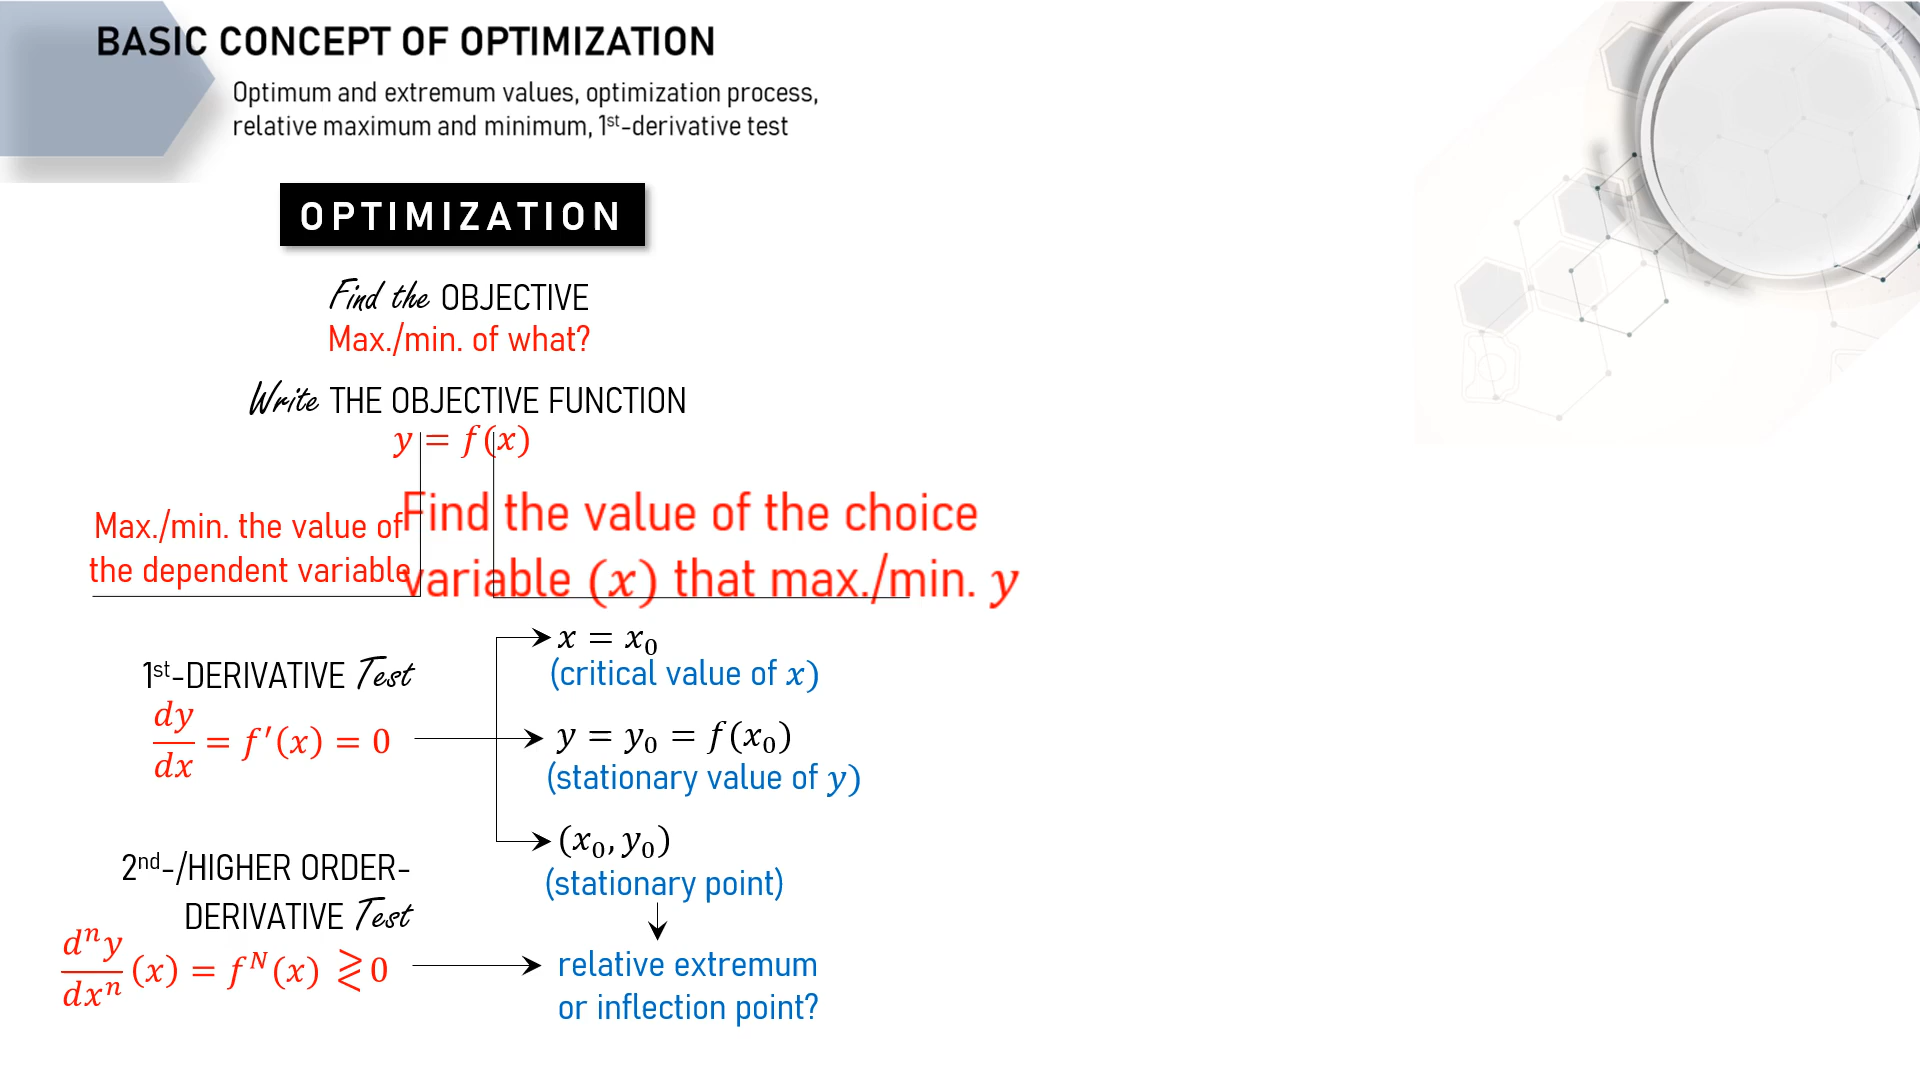 BASIC CONCEPT OF OPTIMIZATION
Optimum and extremum values, optimization process,
relative maximum and minimum, 1st-derivative test
OPTIMIZATION
Find the OBJECTIVE
Max./min. of what?
Write THE OBJECTIVE FUNCTION
y = f(x)
Max./min. the value of
the dependent variable
Find the value of the choice
variable (x) that max./min. y
1st-DERIVATIVE Test
dy/dx = f′(x) = 0
x = x₀
(critical value of x)
y = y₀ = f(x₀)
(stationary value of y)
(x₀, y₀)
(stationary point)
2nd-/HIGHER ORDER-
DERIVATIVE Test
dⁿy/dxⁿ (x) = fᴺ(x) ⪌ 0
relative extremum
or inflection point?